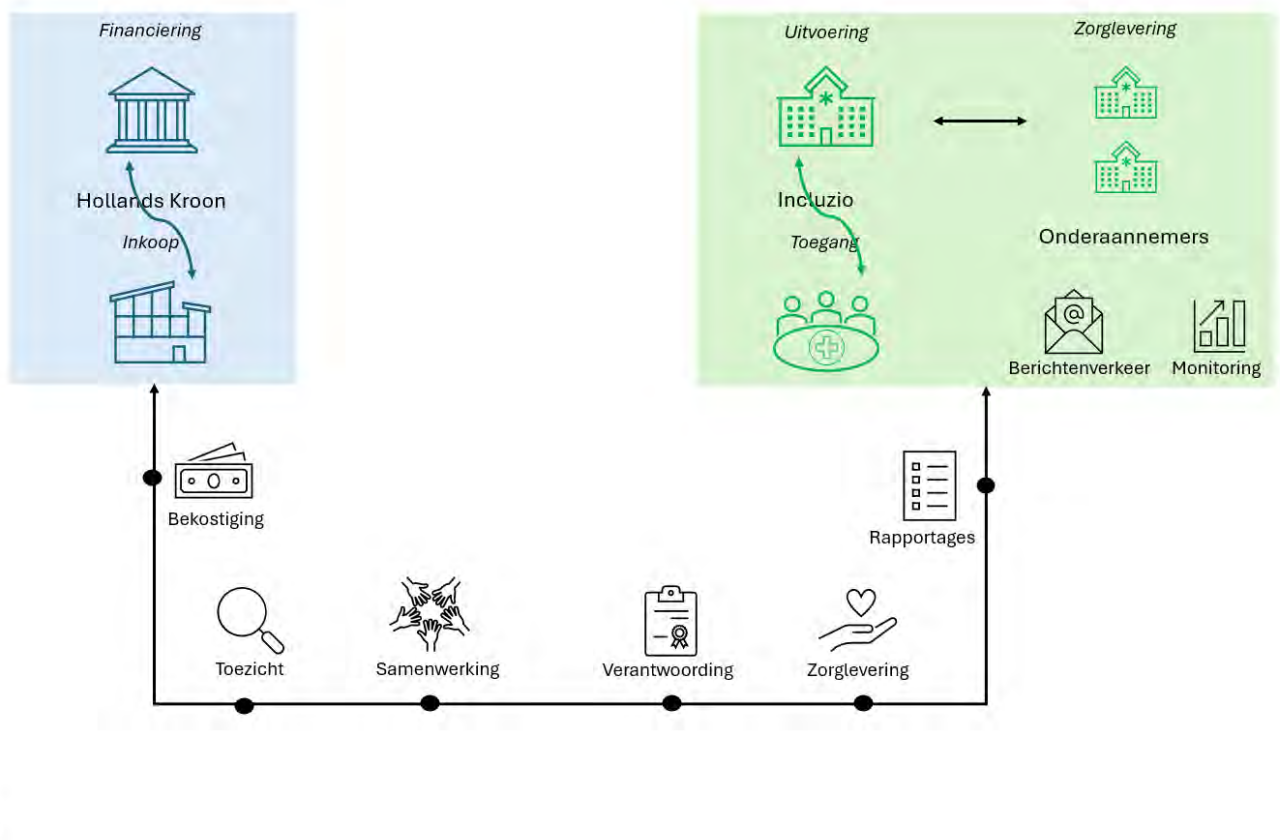 Financiering
Hollands Kroon
Inkoop
Uitvoering
Zorglevering
Incluzio
Toegang
Onderaannemers
Berichtenverkeer
Monitoring
Bekostiging
Rapportages
Toezicht
Samenwerking
Verantwoording
Zorglevering